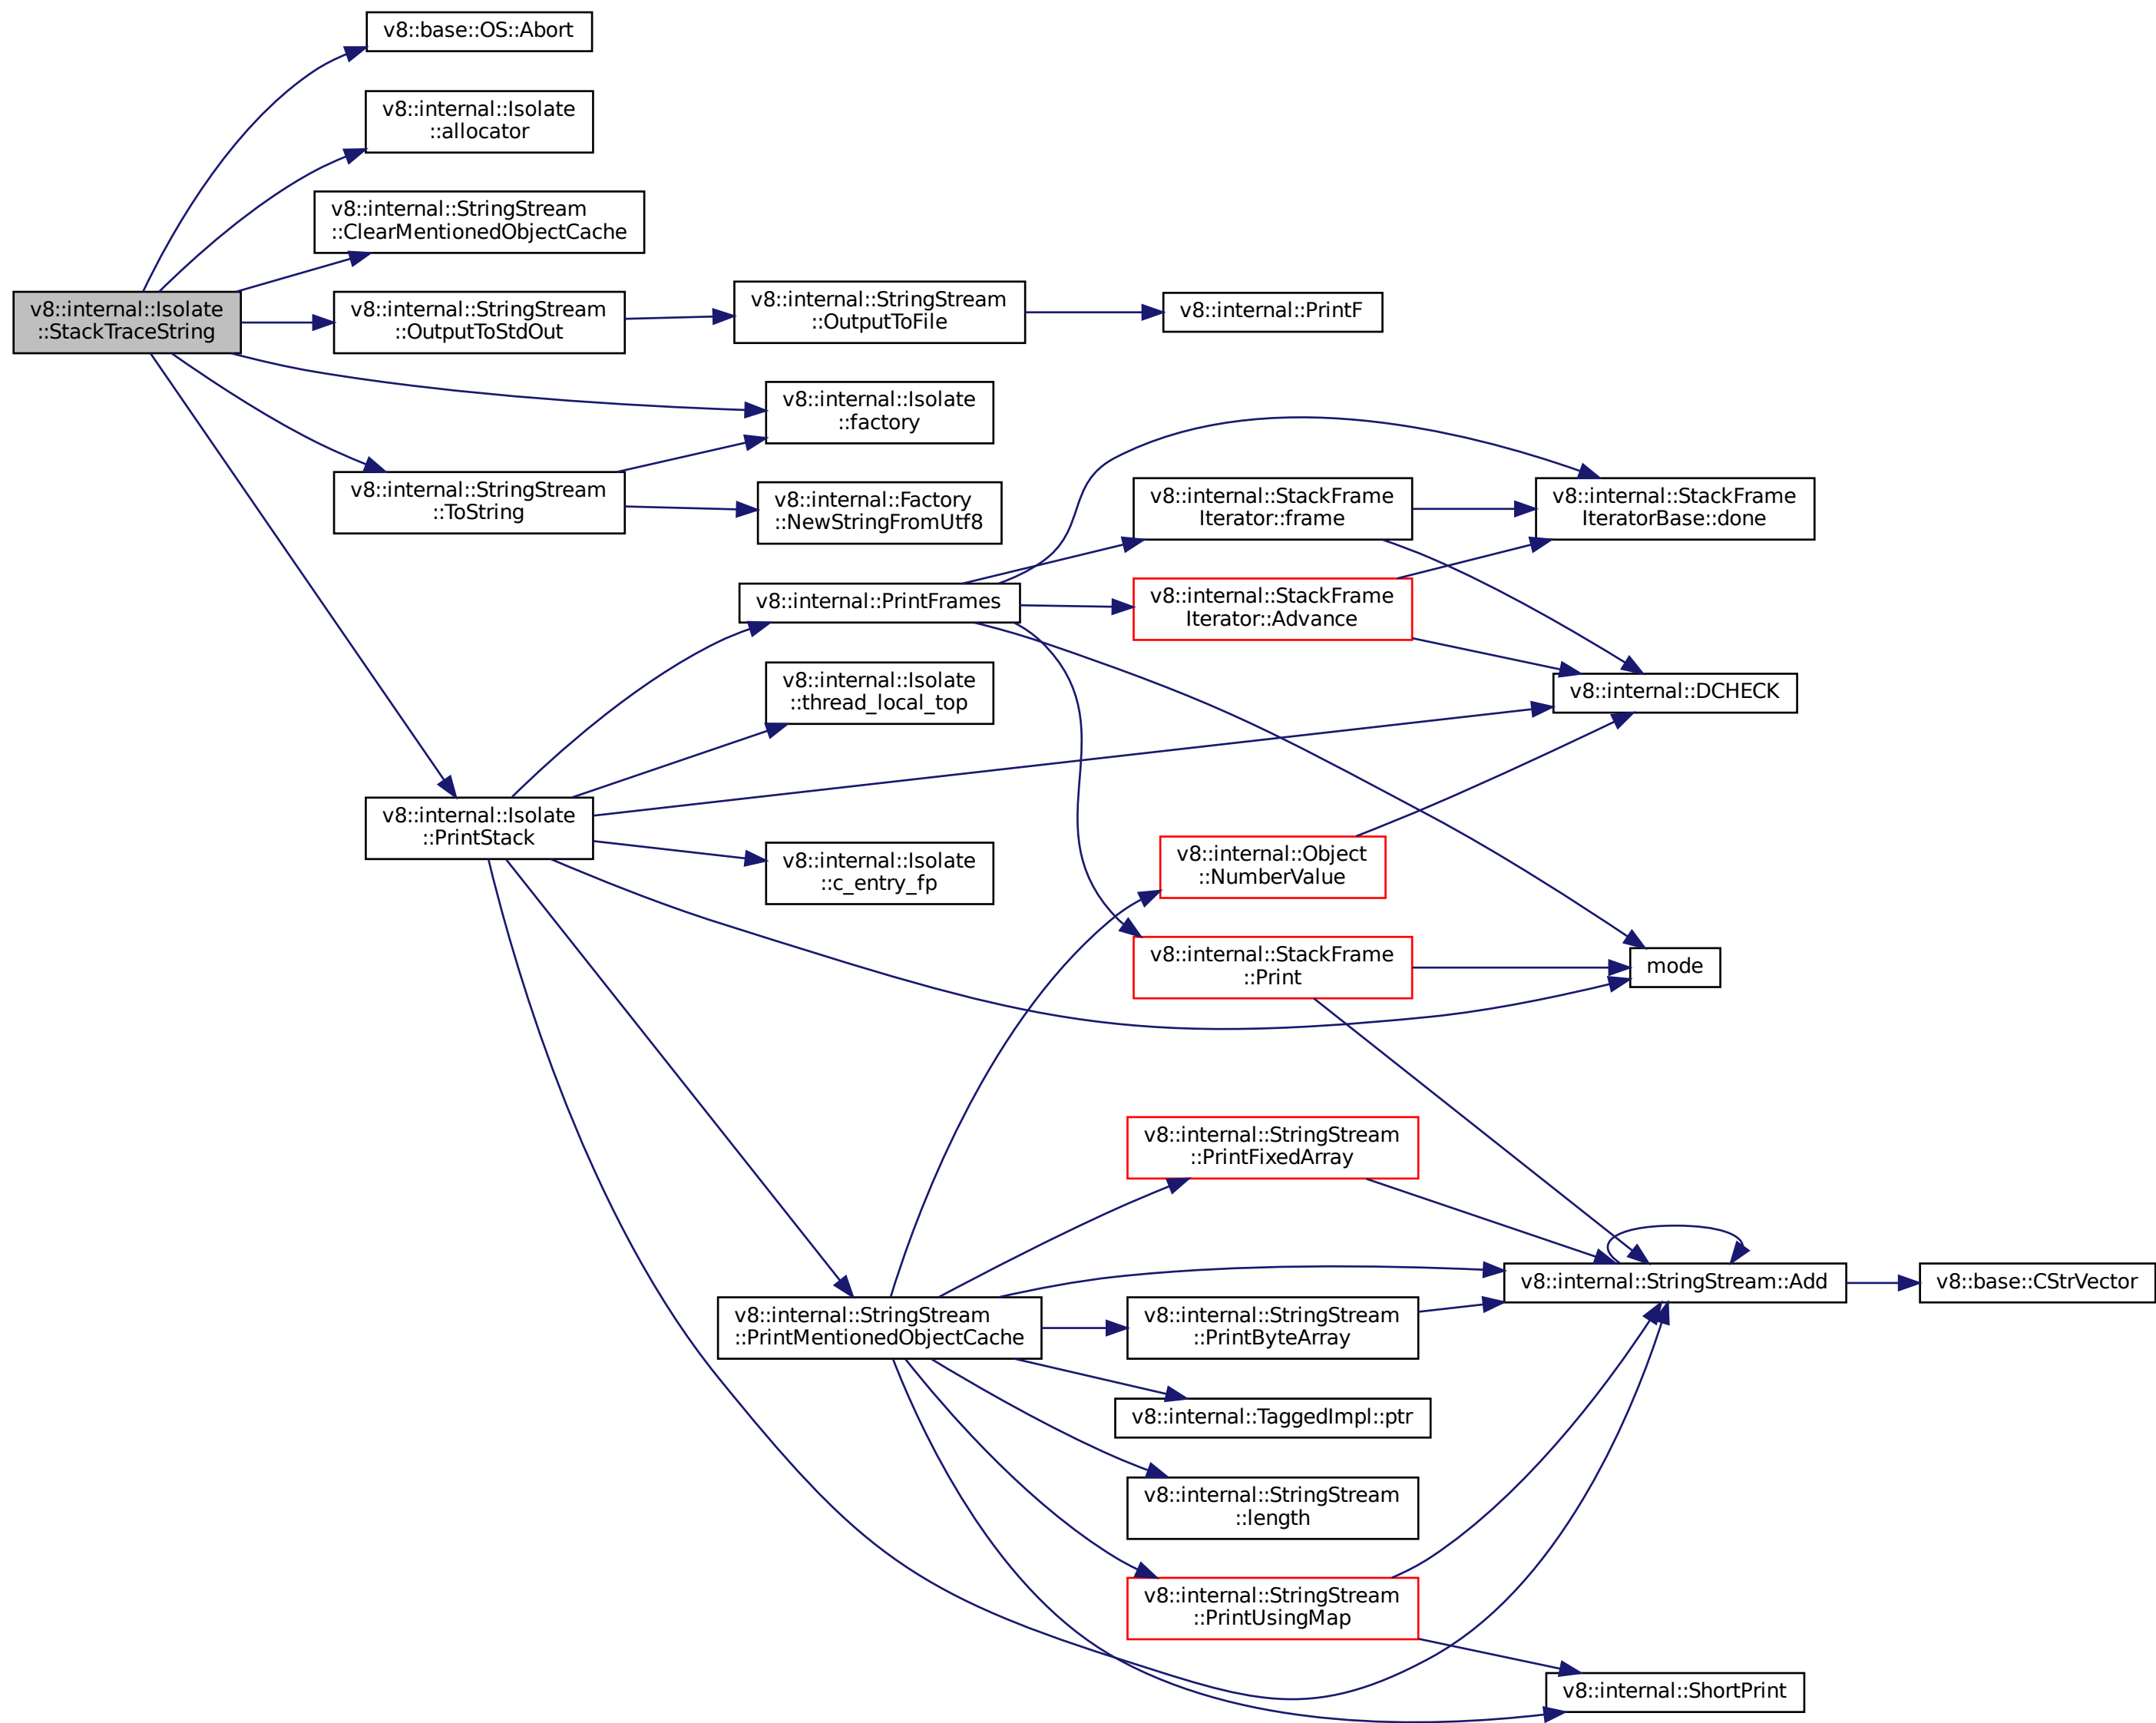 v8::base::OS::Abort
v8::internal::Isolate
::allocator
v8::internal::StringStream
::ClearMentionedObjectCache
v8::internal::Isolate
::StackTraceString
v8::internal::StringStream
::OutputToStdOut
v8::internal::StringStream
::OutputToFile
v8::internal::PrintF
v8::internal::Isolate
::factory
v8::internal::StringStream
::ToString
v8::internal::Factory
::NewStringFromUtf8
v8::internal::StackFrame
Iterator::frame
v8::internal::StackFrame
IteratorBase::done
v8::internal::PrintFrames
v8::internal::StackFrame
Iterator::Advance
v8::internal::Isolate
::thread_local_top
v8::internal::DCHECK
v8::internal::Isolate
::PrintStack
v8::internal::Isolate
::c_entry_fp
v8::internal::Object
::NumberValue
v8::internal::StackFrame
::Print
mode
v8::internal::StringStream
::PrintFixedArray
v8::internal::StringStream::Add
v8::base::CStrVector
v8::internal::StringStream
::PrintMentionedObjectCache
v8::internal::StringStream
::PrintByteArray
v8::internal::TaggedImpl::ptr
v8::internal::StringStream
::length
v8::internal::StringStream
::PrintUsingMap
v8::internal::ShortPrint